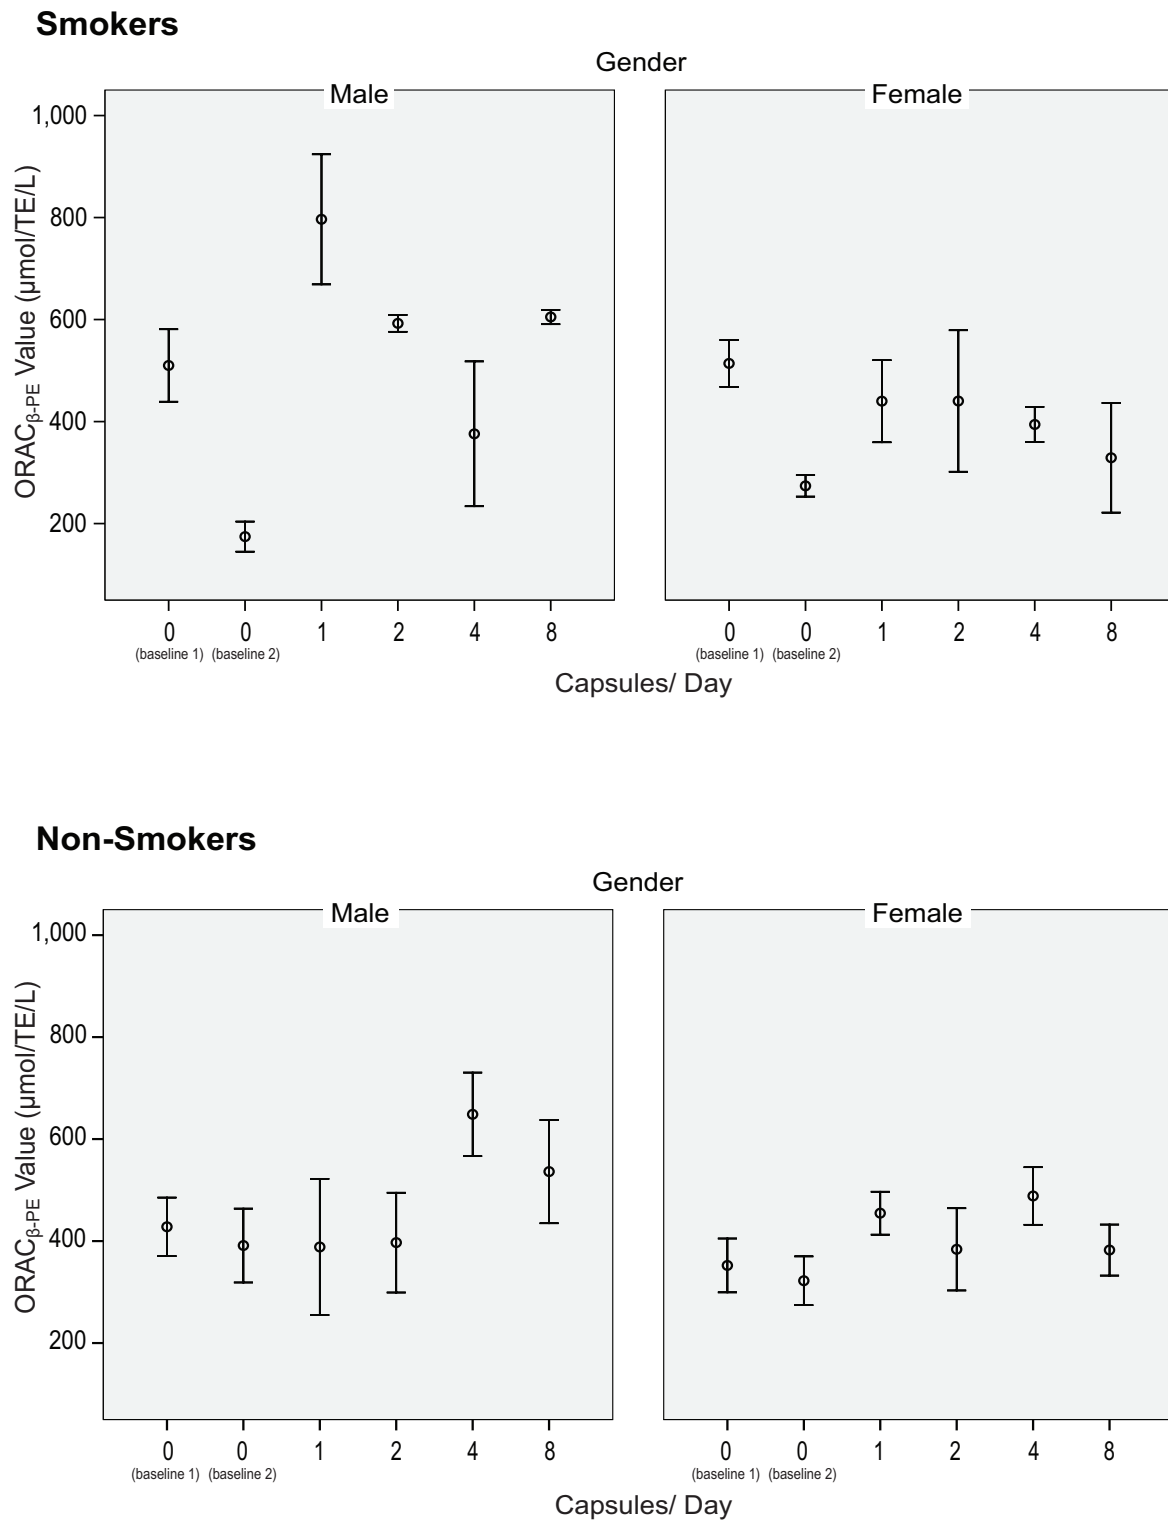 Smokers
Gender
Male Female
ORACβ-PE Value (µmol/TE/L)
1,000
800
600
400
200
0 0 1 2 4 8 0 0 1 2 4 8
(baseline 1) (baseline 2) (baseline 1) (baseline 2)
Capsules/ Day
Non-Smokers
Gender
Male Female
ORACβ-PE Value (µmol/TE/L)
1,000
800
600
400
200
0 0 1 2 4 8 0 0 1 2 4 8
(baseline 1) (baseline 2) (baseline 1) (baseline 2)
Capsules/ Day